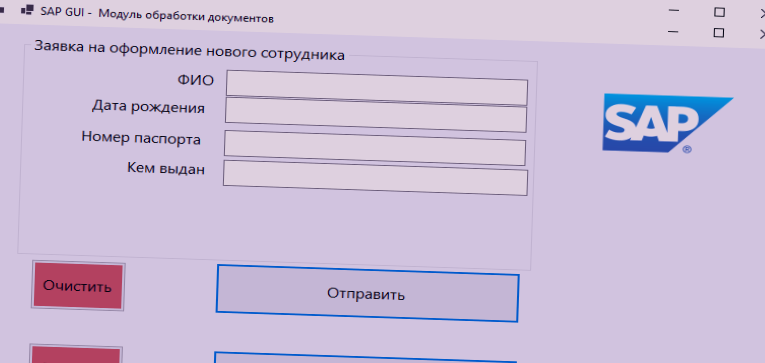 SAP GUI - Модуль обработки документов
Заявка на оформление нового сотрудника
ФИО
Дата рождения
Номер паспорта
Кем выдан
SAP ®
Очистить
Отправить